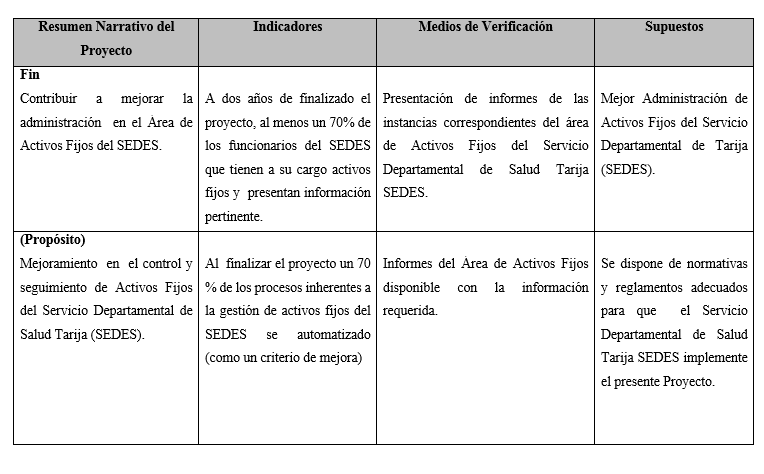 Resumen Narrativo del
Proyecto
Indicadores
Medios de Verificación
Supuestos
Fin
Contribuir a mejorar la
administración en el Área de
Activos Fijos del SEDES.
A dos años de finalizado el
proyecto, al menos un 70% de
los funcionarios del SEDES
que tienen a su cargo activos
fijos y presentan información
pertinente.
Presentación de informes de las
instancias correspondientes del área
de Activos Fijos del Servicio
Departamental de Salud Tarija
SEDES.
Mejor Administración de
Activos Fijos del Servicio
Departamental de Tarija
(SEDES).
(Propósito)
Mejoramiento en el control y
seguimiento de Activos Fijos
del Servicio Departamental de
Salud Tarija (SEDES).
Al finalizar el proyecto un 70
% de los procesos inherentes a
la gestión de activos fijos del
SEDES se automatizado
(como un criterio de mejora)
Informes del Área de Activos Fijos
disponible con la información
requerida.
Se dispone de normativas
y reglamentos adecuados
para que el Servicio
Departamental de Salud
Tarija SEDES implemente
el presente Proyecto.